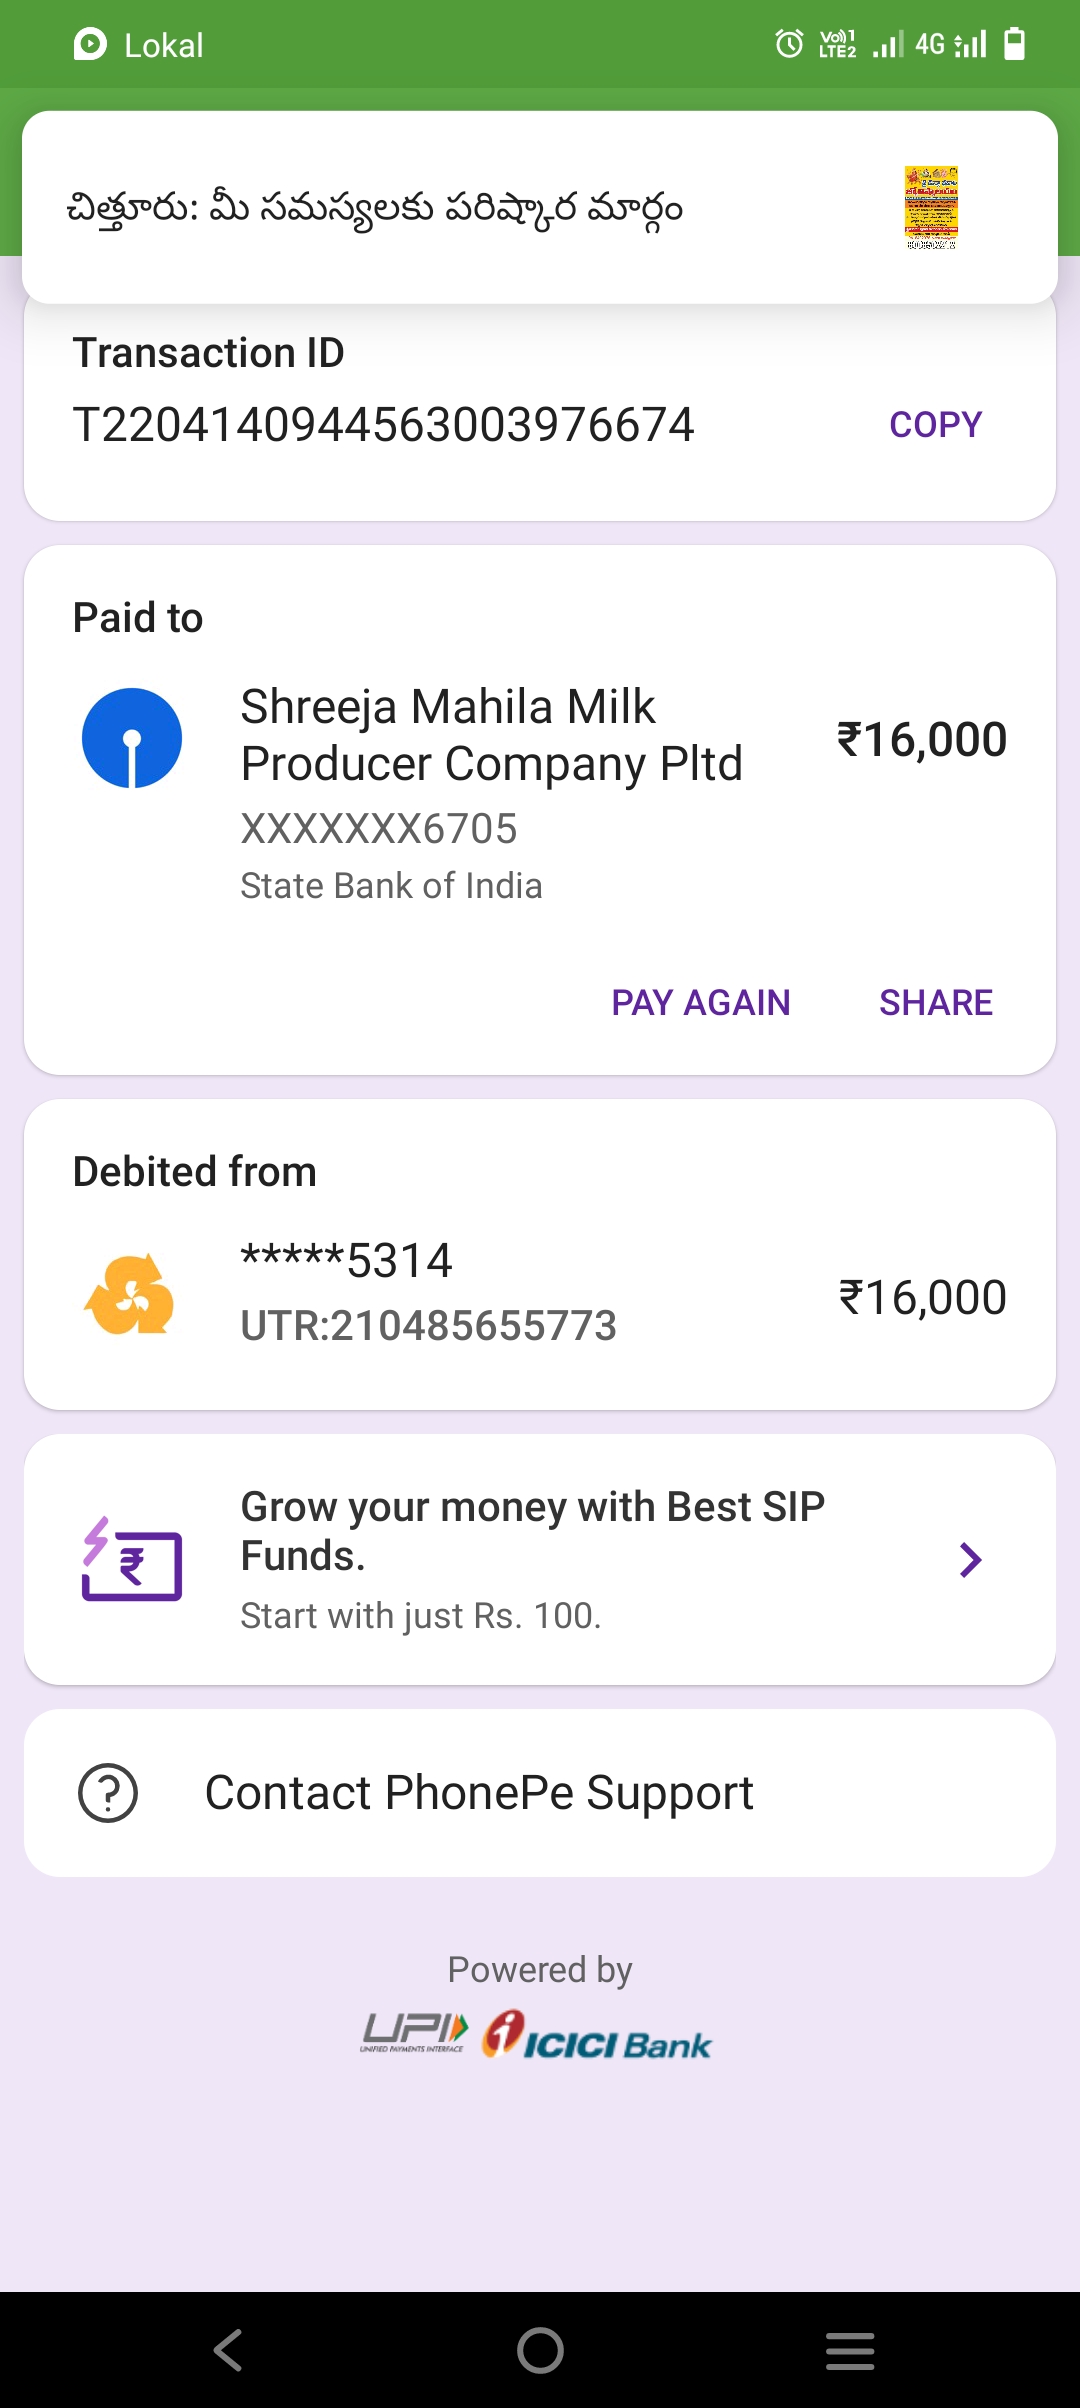 Lokal
Vo)) 1
LTE 2
4G
చిత్తూరు: మీ సమస్యలకు పరిష్కార మార్గం
Transaction ID
T2204140944563003976674
COPY
Paid to
Shreeja Mahila Milk
Producer Company Pltd
₹16,000
XXXXXXX6705
State Bank of India
PAY AGAIN
SHARE
Debited from
*****5314
₹16,000
UTR:210485655773
Grow your money with Best SIP
Funds.
Start with just Rs. 100.
Contact PhonePe Support
Powered by
UPI
UNIFIED PAYMENTS INTERFACE
ICICI Bank